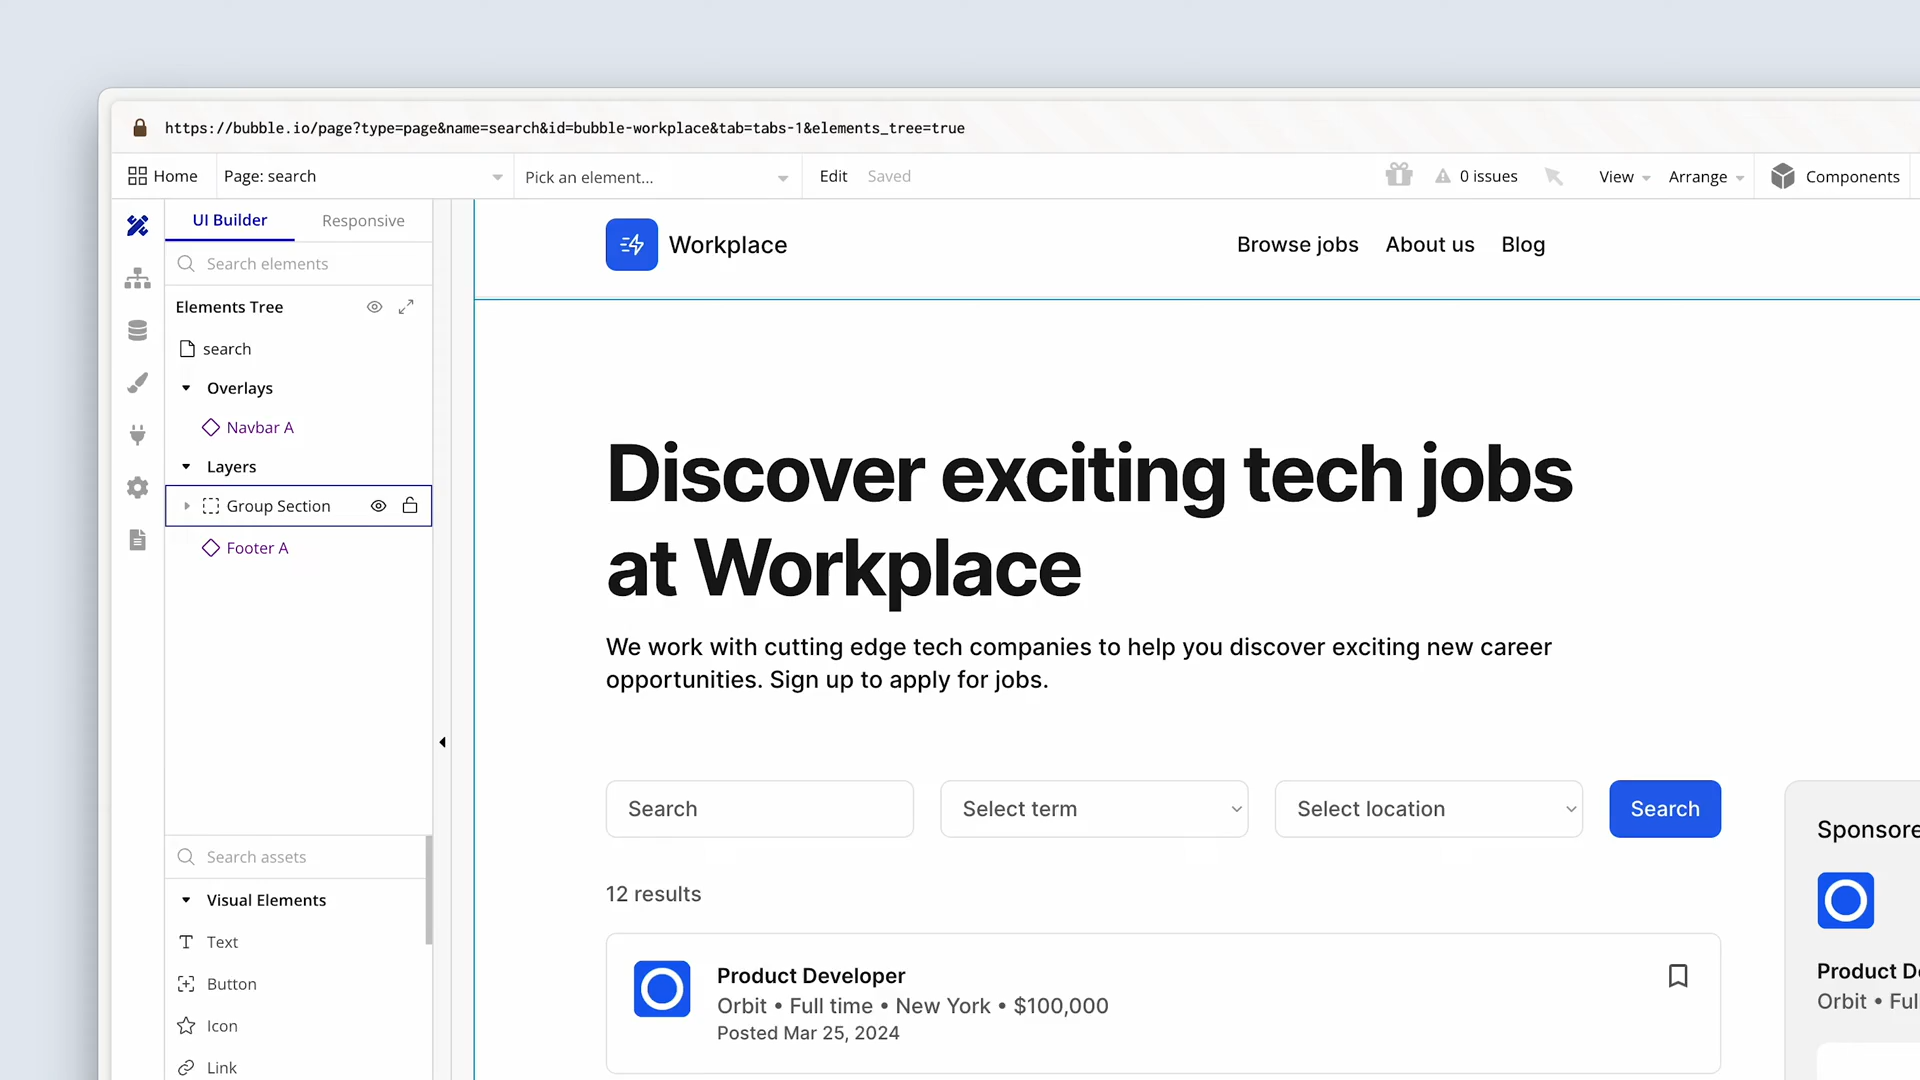 https://bubble.io/page?type=page&name=search&id=bubble-workplace&tab=tabs-1&elements_tree=true
Home
Page: search
Pick an element...
Edit
Saved
0 issues
View
Arrange
Components
UI Builder
Responsive
Search elements
Elements Tree
search
Overlays
Navbar A
Layers
Group Section
Footer A
Search assets
Visual Elements
Text
Button
Icon
Link
Workplace
Browse jobs
About us
Blog
Discover exciting tech jobs
at Workplace
We work with cutting edge tech companies to help you discover exciting new career
opportunities. Sign up to apply for jobs.
Search
Select term
Select location
Search
12 results
Product Developer
Orbit • Full time • New York • $100,000
Posted Mar 25, 2024
Sponsore
Product De
Orbit • Ful